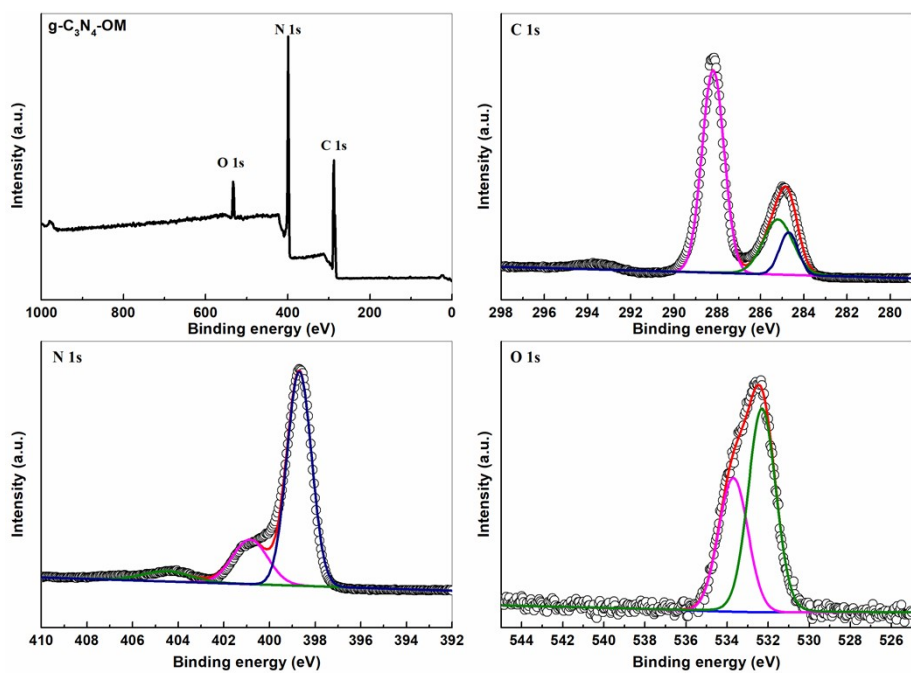 g-C₃N₄-OM
N 1s
O 1s
C 1s
Intensity (a.u.)
1000 800 600 400 200 0
Binding energy (eV)
C 1s
Intensity (a.u.)
298 296 294 292 290 288 286 284 282 280
Binding energy (eV)
N 1s
Intensity (a.u.)
410 408 406 404 402 400 398 396 394 392
Binding energy (eV)
O 1s
Intensity (a.u.)
544 542 540 538 535 533 531 530 528 526
Binding energy (eV)